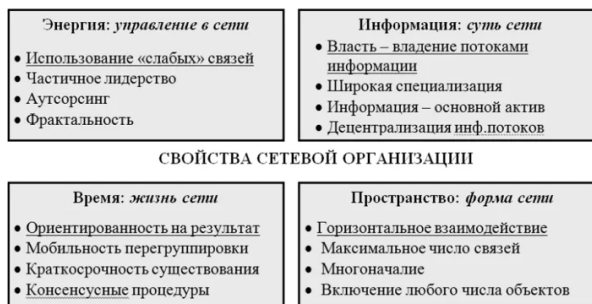 Энергия: управление в сети
• Использование «слабых» связей
• Частичное лидерство
• Аутсорсинг
• Фрактальность
Информация: суть сети
• Власть – владение потоками
информации
• Широкая специализация
• Информация – основной актив
• Децентрализация инф.потоков
СВОЙСТВА СЕТЕВОЙ ОРГАНИЗАЦИИ
Время: жизнь сети
• Ориентированность на результат
• Мобильность перегруппировки
• Краткосрочность существования
• Консенсусные процедуры
Пространство: форма сети
• Горизонтальное взаимодействие
• Максимальное число связей
• Многоначалие
• Включение любого числа объектов